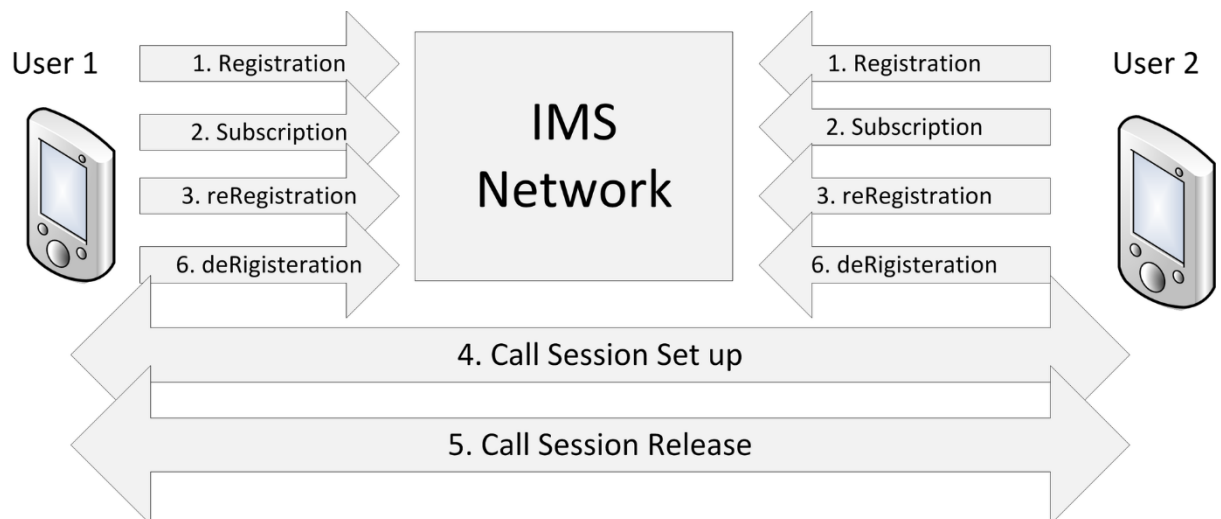 User 1
1. Registration
IMS
Network
1. Registration
User 2
2. Subscription
2. Subscription
3. reRegistration
3. reRegistration
6. deRigisteration
6. deRigisteration
4. Call Session Set up
5. Call Session Release